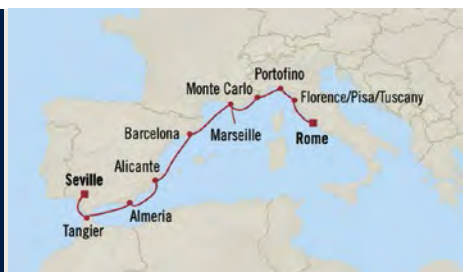 Portofino
Monte Carlo
Florence/Pisa/Tuscany
Barcelona
Marseille
Rome
Alicante
Seville
Almeria
Tangier